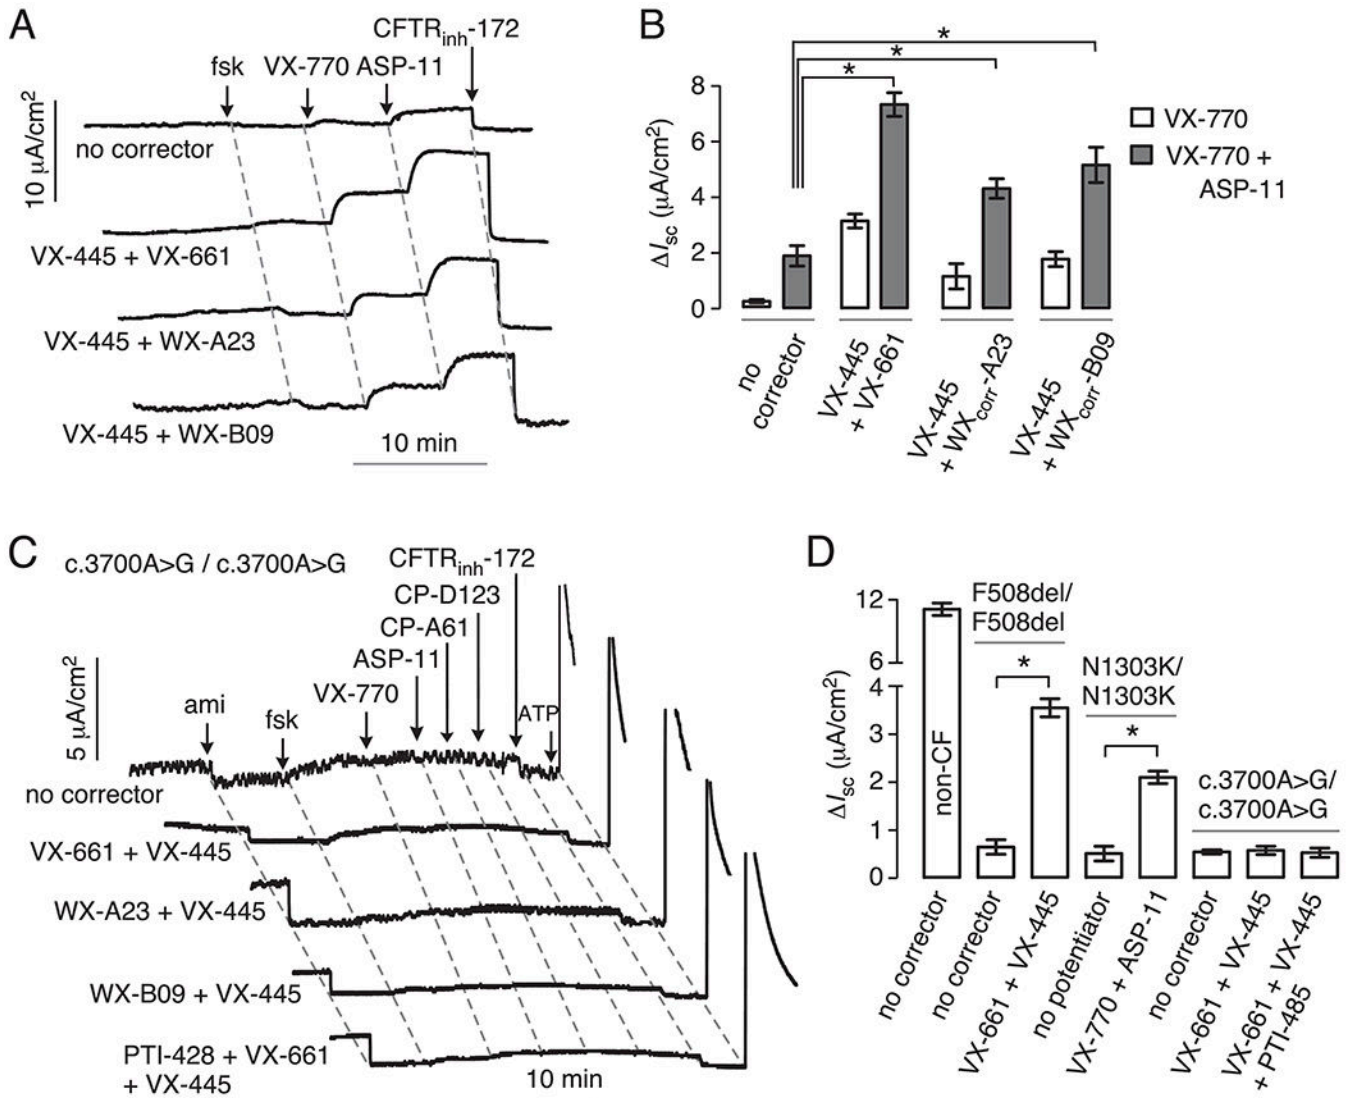 A
CFTRinh-172
fsk VX-770 ASP-11
10 µA/cm2
no corrector
VX-445 + VX-661
VX-445 + WX-A23
VX-445 + WX-B09
10 min
B
* 
*
*
8
6
4
2
0
ΔIsc (µA/cm2)
VX-770
VX-770 +
ASP-11
no
corrector
VX-445
+ VX-661
VX-445
+ WXcorr-A23
VX-445
+ WXcorr-B09
C
c.3700A>G / c.3700A>G
CFTRinh-172
CP-D123
CP-A61
ASP-11
VX-770
5 µA/cm2
ami
fsk
ATP
no corrector
VX-661 + VX-445
WX-A23 + VX-445
WX-B09 + VX-445
PTI-428 + VX-661
+ VX-445
10 min
D
12
6
4
3
2
1
0
ΔIsc (µA/cm2)
non-CF
F508del/
F508del
*
N1303K/
N1303K
*
c.3700A>G/
c.3700A>G
no corrector
no corrector
VX-661 + VX-445
no potentiator
VX-770 + ASP-11
no corrector
VX-661 + VX-445
VX-661 + VX-445
+ PTI-485